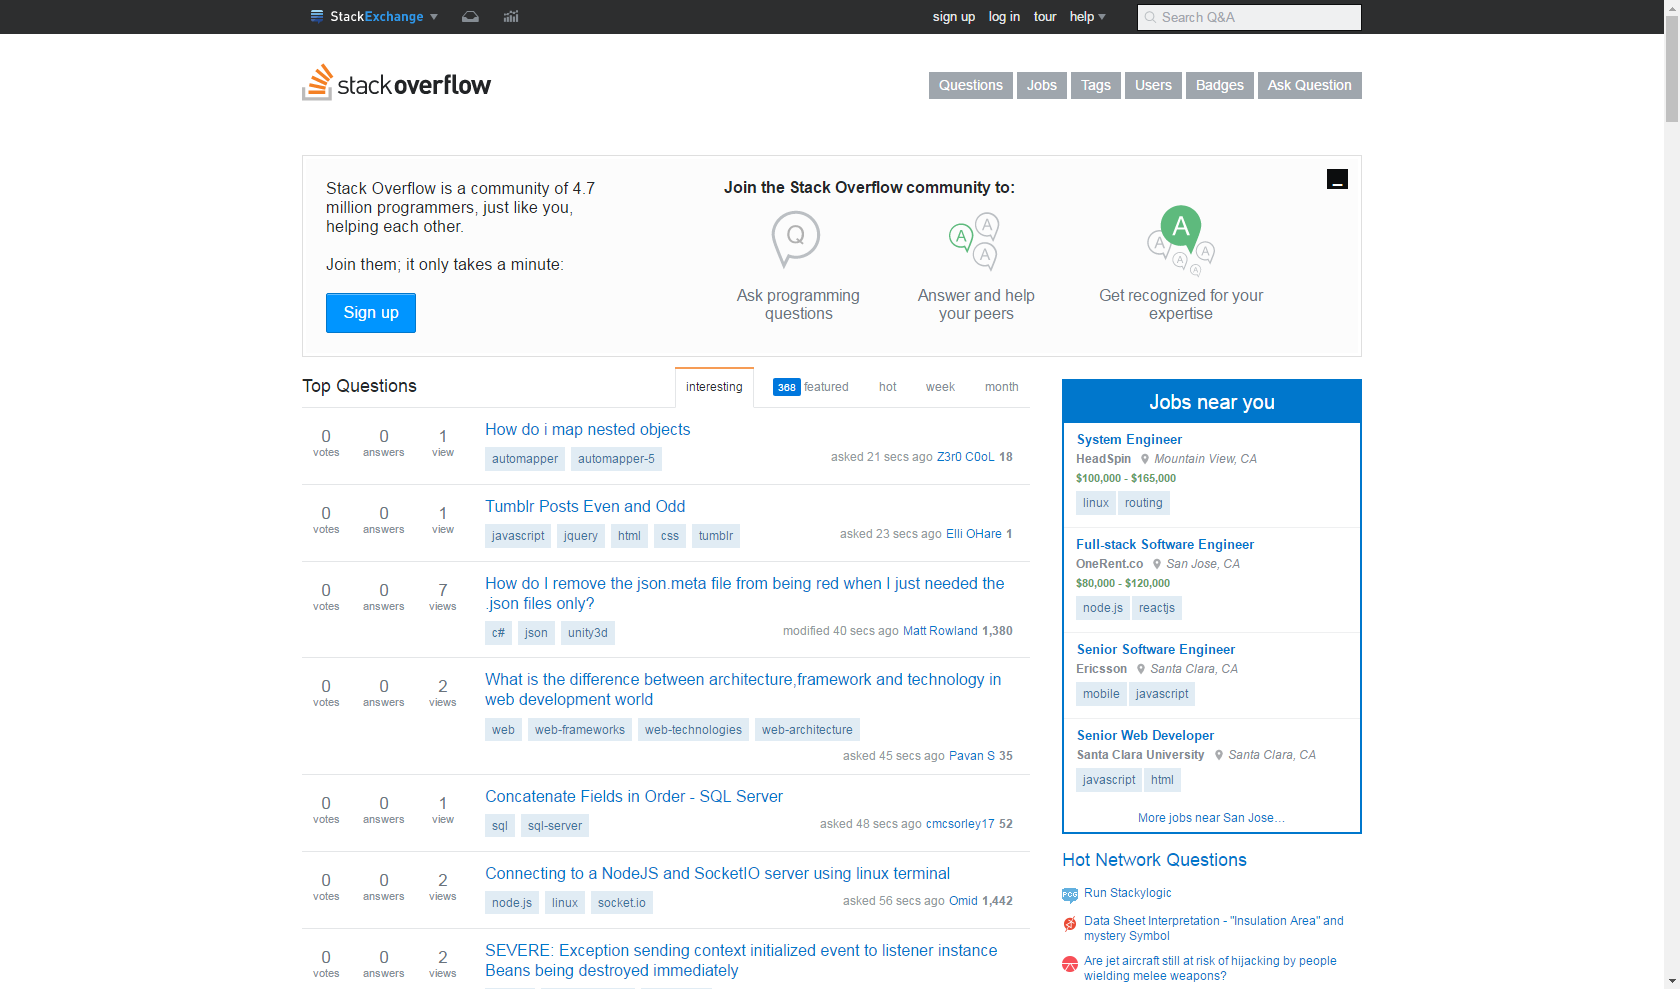 StackExchange
sign up log in tour help
Search Q&A
stackoverflow
Questions Jobs Tags Users Badges Ask Question
Stack Overflow is a community of 4.7
million programmers, just like you,
helping each other.
Join them; it only takes a minute:
Sign up
Join the Stack Overflow community to:
Q
A A A
A A A A A
Ask programming
questions
Answer and help
your peers
Get recognized for your
expertise
Top Questions
interesting 368 featured hot week month
0 votes 0 answers 1 view
How do i map nested objects
automapper automapper-5
asked 21 secs ago Z3r0 C0oL 18
0 votes 0 answers 1 view
Tumblr Posts Even and Odd
javascript jquery html css tumblr
asked 23 secs ago Elli OHare 1
0 votes 0 answers 7 views
How do I remove the json.meta file from being red when I just needed the
.json files only?
c# json unity3d
modified 40 secs ago Matt Rowland 1,380
0 votes 0 answers 2 views
What is the difference between architecture,framework and technology in
web development world
web web-frameworks web-technologies web-architecture
asked 45 secs ago Pavan S 35
0 votes 0 answers 1 view
Concatenate Fields in Order - SQL Server
sql sql-server
asked 48 secs ago cmcsorley17 52
0 votes 0 answers 2 views
Connecting to a NodeJS and SocketIO server using linux terminal
node.js linux socket.io
asked 56 secs ago Omid 1,442
0 votes 0 answers 2 views
SEVERE: Exception sending context initialized event to listener instance
Beans being destroyed immediately
Jobs near you
System Engineer
HeadSpin Mountain View, CA
$100,000 - $165,000
linux routing
Full-stack Software Engineer
OneRent.co San Jose, CA
$80,000 - $120,000
node.js reactjs
Senior Software Engineer
Ericsson Santa Clara, CA
mobile javascript
Senior Web Developer
Santa Clara University Santa Clara, CA
javascript html
More jobs near San Jose...
Hot Network Questions
PCG Run Stackylogic
Data Sheet Interpretation - "Insulation Area" and
mystery Symbol
Are jet aircraft still at risk of hijacking by people
wielding melee weapons?